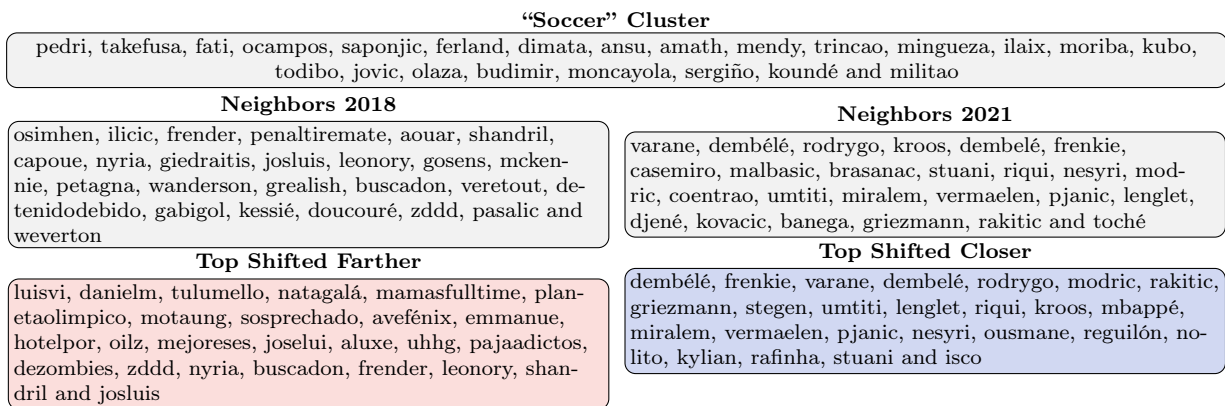 “Soccer” Cluster
pedri, takefusa, fati, ocampos, saponjic, ferland, dimata, ansu, amath, mendy, trincao, mingueza, ilaix, moriba, kubo,
todibo, jovic, olaza, budimir, moncayola, sergiño, koundé and militao
Neighbors 2018
osimhen, ilicic, frender, penaltiremate, aouar, shandril,
capoue, nyria, giedraitis, josluis, leonory, gosens, mcken-
nie, petagna, wanderson, grealish, buscadon, veretout, de-
tenidodebido, gabigol, kessié, doucouré, zddd, pasalic and
weverton
Neighbors 2021
varane, dembélé, rodrygo, kroos, dembelé, frenkie,
casemiro, malbasic, brasanac, stuani, riqui, nesyri, mod-
ric, coentrao, umtiti, miralem, vermaelen, pjanic, lenglet,
djené, kovacic, banega, griezmann, rakitic and toché
Top Shifted Farther
luisvi, danielm, tulumello, natagalá, mamasfulltime, plan-
etaolimpico, motaung, sosprechado, avefénix, emmanue,
hotelpor, oilz, mejoreses, joselui, aluxe, uhhg, pajaadictos,
dezombies, zddd, nyria, buscadon, frender, leonory, shan-
dril and josluis
Top Shifted Closer
dembélé, frenkie, varane, dembelé, rodrygo, modric, rakitic,
griezmann, stegen, umtiti, lenglet, riqui, kroos, mbappé,
miralem, vermaelen, pjanic, nesyri, ousmane, reguilón, no-
lito, kylian, rafinha, stuani and isco